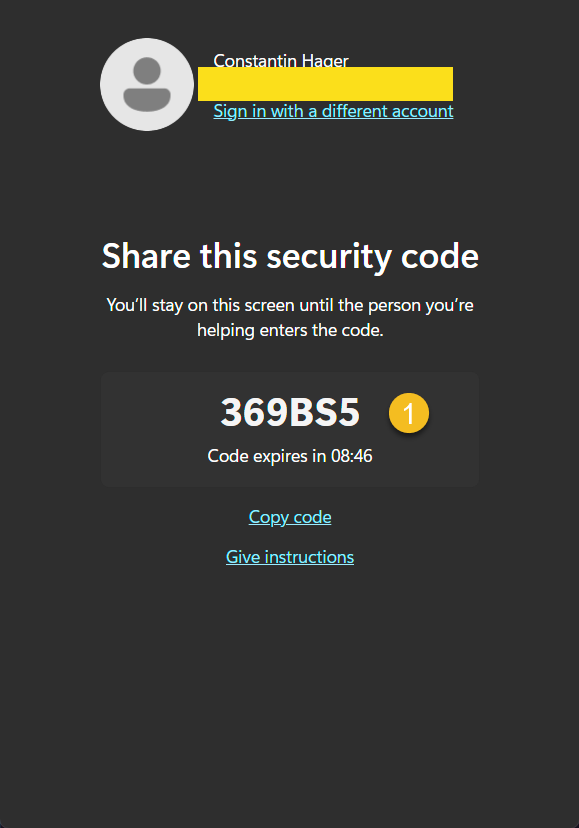 Constantin Hager
Sign in with a different account
Share this security code
You’ll stay on this screen until the person you’re
helping enters the code.
369BS5
1
Code expires in 08:46
Copy code
Give instructions